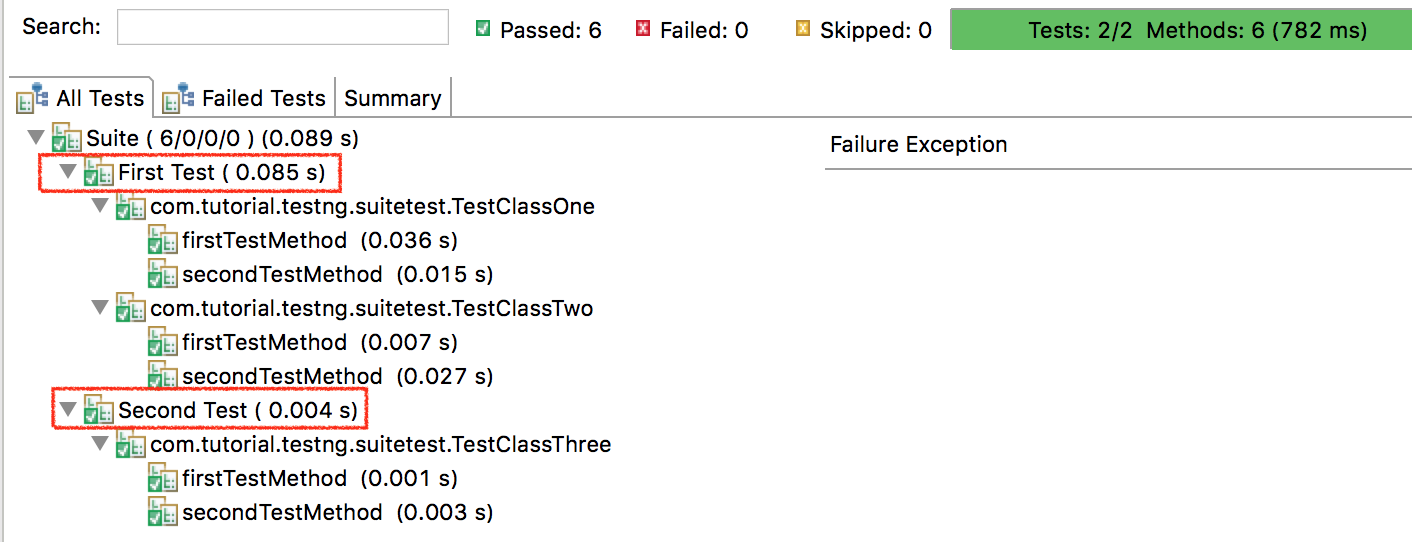 Search:
Passed: 6
Failed: 0
Skipped: 0
Tests: 2/2 Methods: 6 (782 ms)
All Tests
Failed Tests
Summary
Suite ( 6/0/0/0 ) (0.089 s)
First Test ( 0.085 s)
com.tutorial.testng.suitetest.TestClassOne
firstTestMethod (0.036 s)
secondTestMethod (0.015 s)
com.tutorial.testng.suitetest.TestClassTwo
firstTestMethod (0.007 s)
secondTestMethod (0.027 s)
Second Test ( 0.004 s)
com.tutorial.testng.suitetest.TestClassThree
firstTestMethod (0.001 s)
secondTestMethod (0.003 s)
Failure Exception